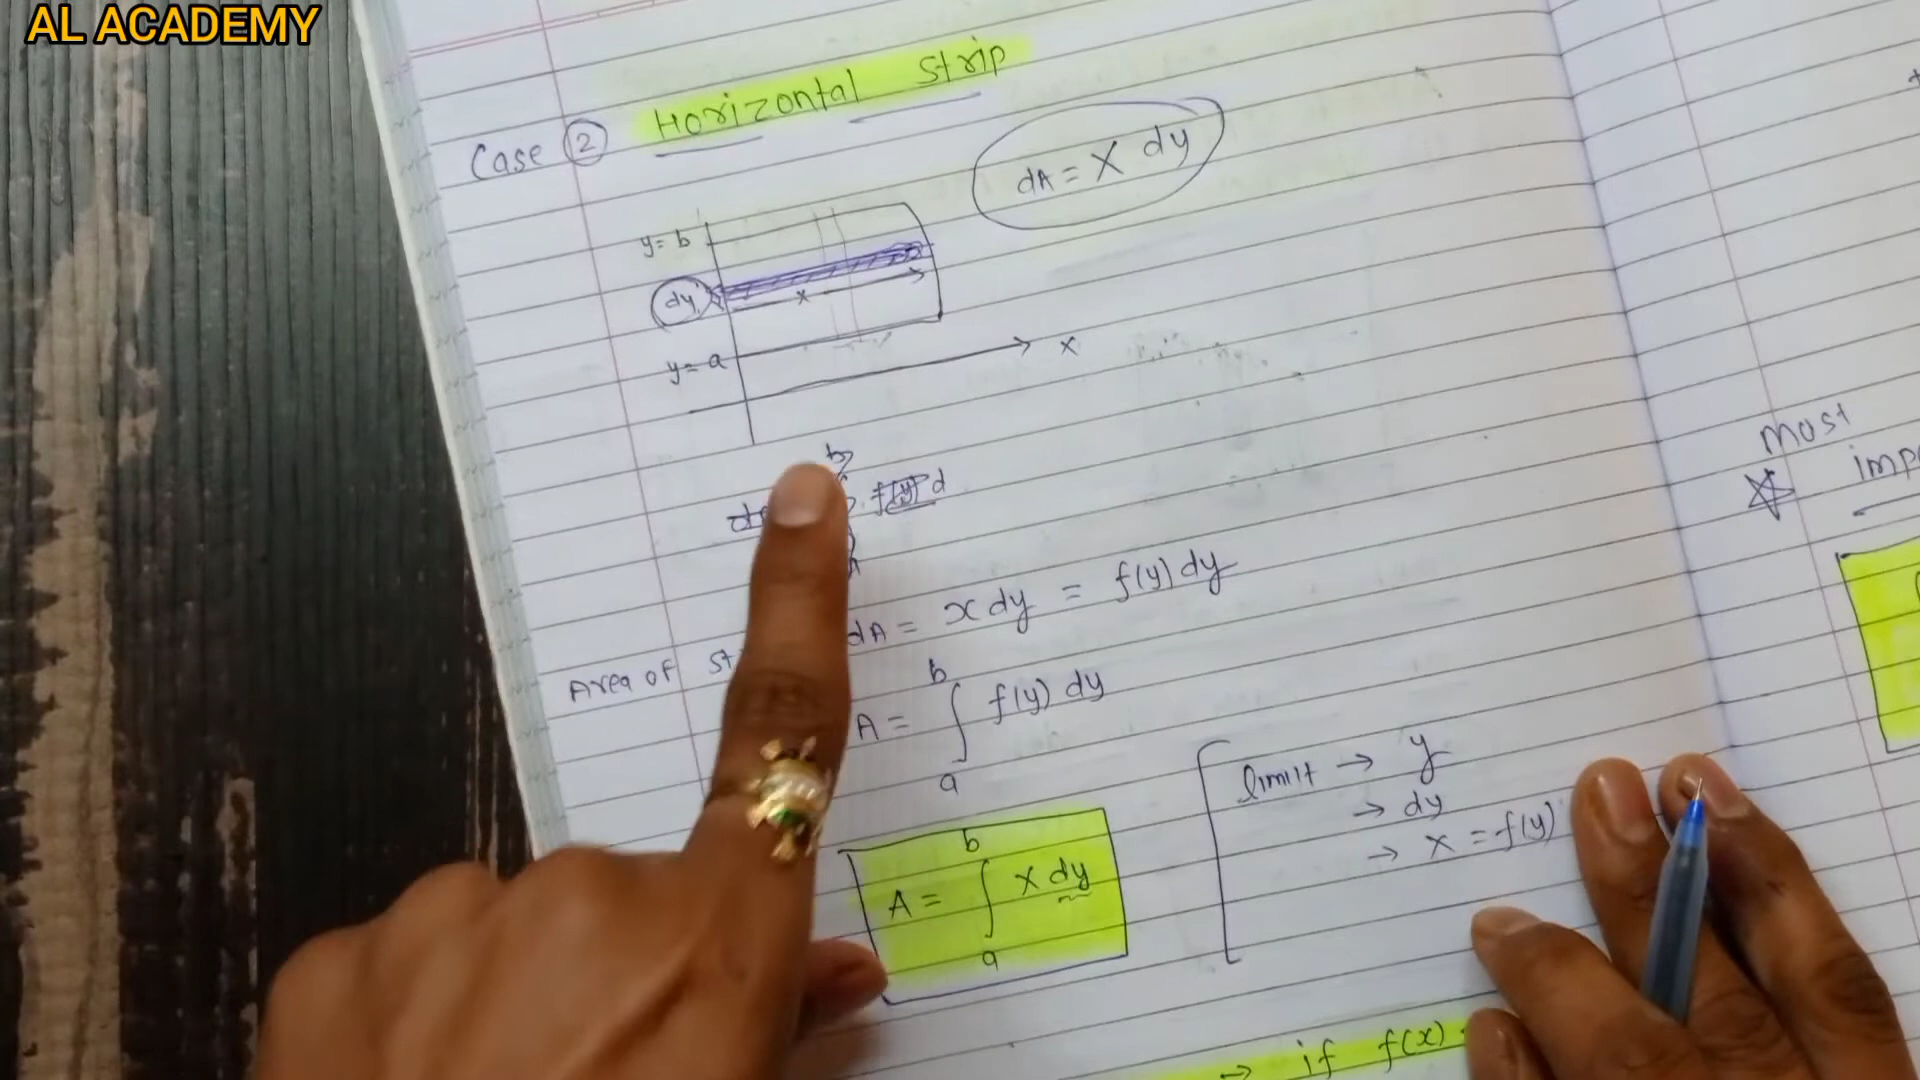 AL ACADEMY
Case ② Horizontal Strip
dA = x dy
y = b
dy
x
y = a
x
b
f(y) d
dA = x dy = f(y) dy
Area of
b
A = ∫ f(y) dy
a
limit → y
→ dy
→ x = f(y)
b
A = ∫ x dy
a
→ if f(x)
most